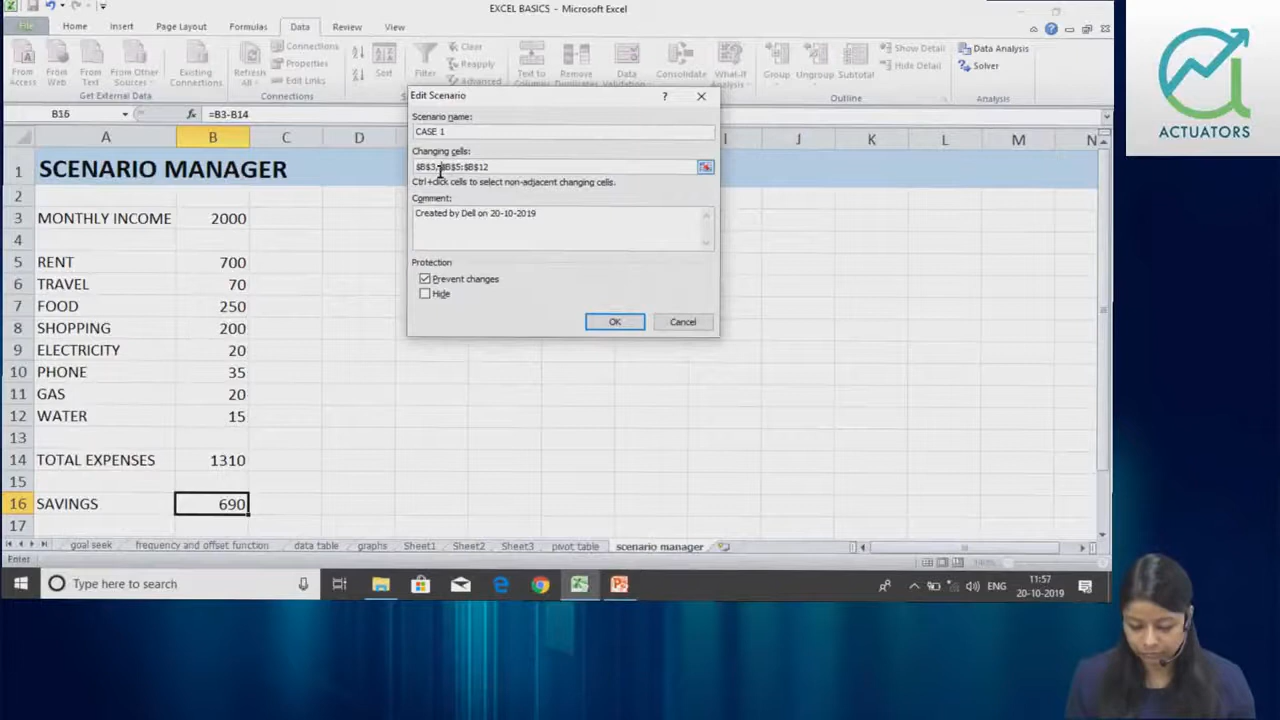 EXCEL BASICS - Microsoft Excel
File Home Insert Page Layout Formulas Data Review View
From Access
From Web
From Text
From Other Sources
Existing Connections
Get External Data
Refresh All
Connections
Properties
Edit Links
Connections
Sort
Filter
Clear
Reapply
Advanced
Text to Columns
Remove Duplicates
Data Validation
Consolidate
What-If Analysis
Group
Ungroup
Subtotal
Show Detail
Hide Detail
Outline
Data Analysis
Solver
Analysis
B16 fx =B3-B14
A B C D I J K L M N
1 SCENARIO MANAGER
2
3 MONTHLY INCOME 2000
4
5 RENT 700
6 TRAVEL 70
7 FOOD 250
8 SHOPPING 200
9 ELECTRICITY 20
10 PHONE 35
11 GAS 20
12 WATER 15
13
14 TOTAL EXPENSES 1310
15
16 SAVINGS 690
17
Edit Scenario ?
Scenario name:
CASE 1
Changing cells:
$B$3, $B$5:$B$12
Ctrl+click cells to select non-adjacent changing cells.
Comment:
Created by Dell on 20-10-2019
Protection
Prevent changes
Hide
OK Cancel
goal seek frequency and offset function data table graphs Sheet1 Sheet2 Sheet3 pivot table scenario manager
Enter
Type here to search
ENG
11:57
20-10-2019
ACTUATORS